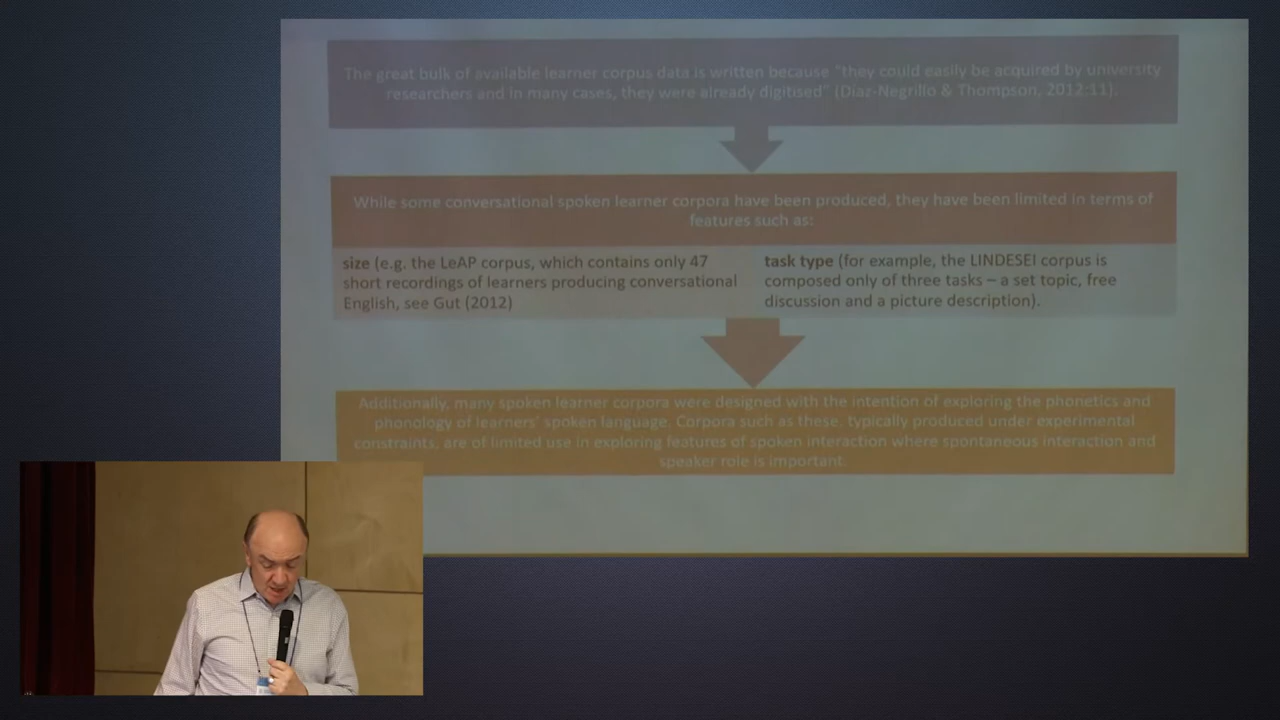 The great bulk of available learner corpus data is written because "they could easily be acquired by university
researchers and in many cases, they were already digitised" (Díaz-Negrillo & Thompson, 2012:11).
While some conversational spoken learner corpora have been produced, they have been limited in terms of
features such as:
size (e.g. the LeAP corpus, which contains only 47
short recordings of learners producing conversational
English, see Gut (2012)
task type (for example, the LINDESEI corpus is
composed only of three tasks – a set topic, free
discussion and a picture description).
Additionally, many spoken learner corpora were designed with the intention of exploring the phonetics and
phonology of learners' spoken language. Corpora such as these, typically produced under experimental
constraints, are of limited use in exploring features of spoken interaction where spontaneous interaction and
speaker role is important.